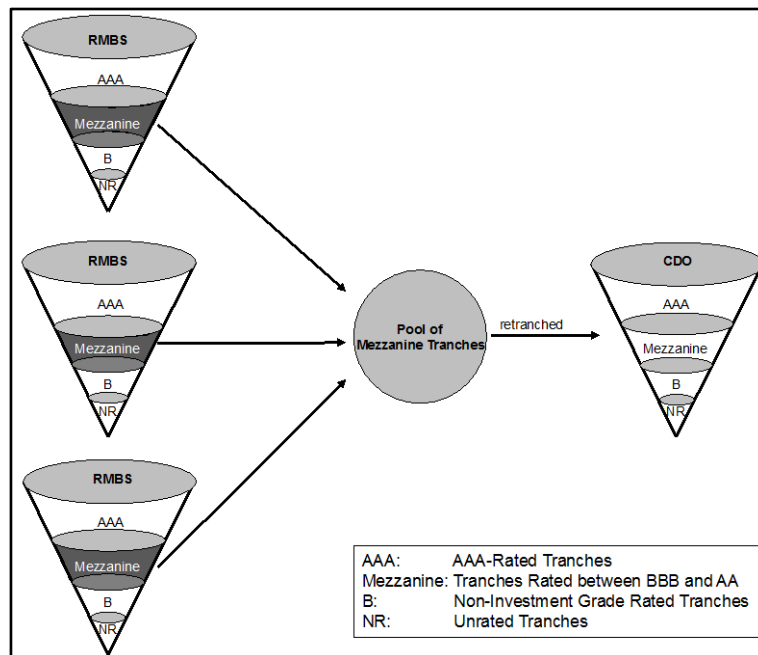 RMBS
AAA
Mezzanine
B
NR
RMBS
AAA
Mezzanine
B
NR
RMBS
AAA
Mezzanine
B
NR
Pool of
Mezzanine Tranches
retranched
CDO
AAA
Mezzanine
B
NR
AAA: AAA-Rated Tranches
Mezzanine: Tranches Rated between BBB and AA
B: Non-Investment Grade Rated Tranches
NR: Unrated Tranches